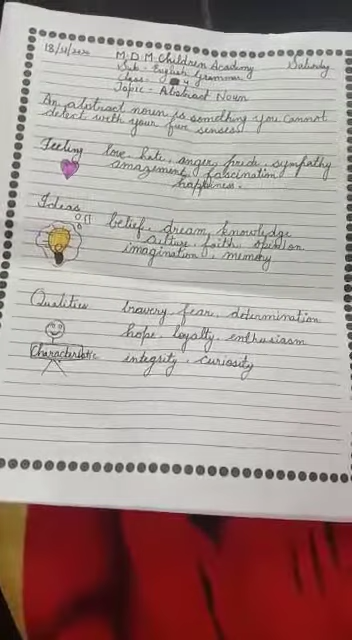 18/4/2020 M.D.M Children Academy Saturday
Sub - English Grammar
Class - 4
Topic - Abstract Noun
An abstract noun is something you cannot
detect with your five senses.
Feeling love, hate, anger, pride, sympathy
amazement, fascination
happiness.
Ideas
belief, dream, knowledge
culture, faith, opinion
imagination, memory
Qualities bravery, fear, determination
hope, loyalty, enthusiasm
Characteristic integrity, curiosity